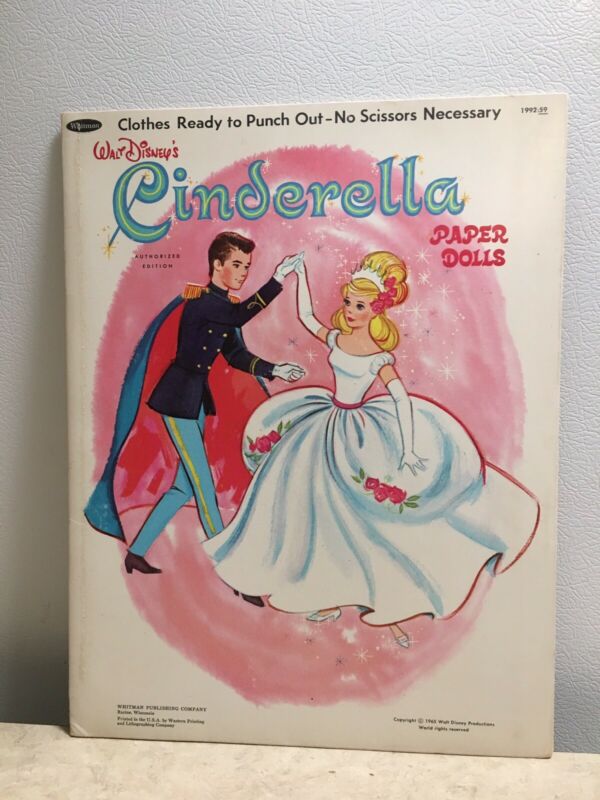 Whitman
Clothes Ready to Punch Out-No Scissors Necessary
1992:59
Walt Disney's
Cinderella
PAPER
DOLLS
AUTHORIZED
EDITION
WHITMAN PUBLISHING COMPANY
Racine, Wisconsin
Printed in the U.S.A. by Western Printing
and Lithographing Company
Copyright © 1965 Walt Disney Productions
World rights reserved